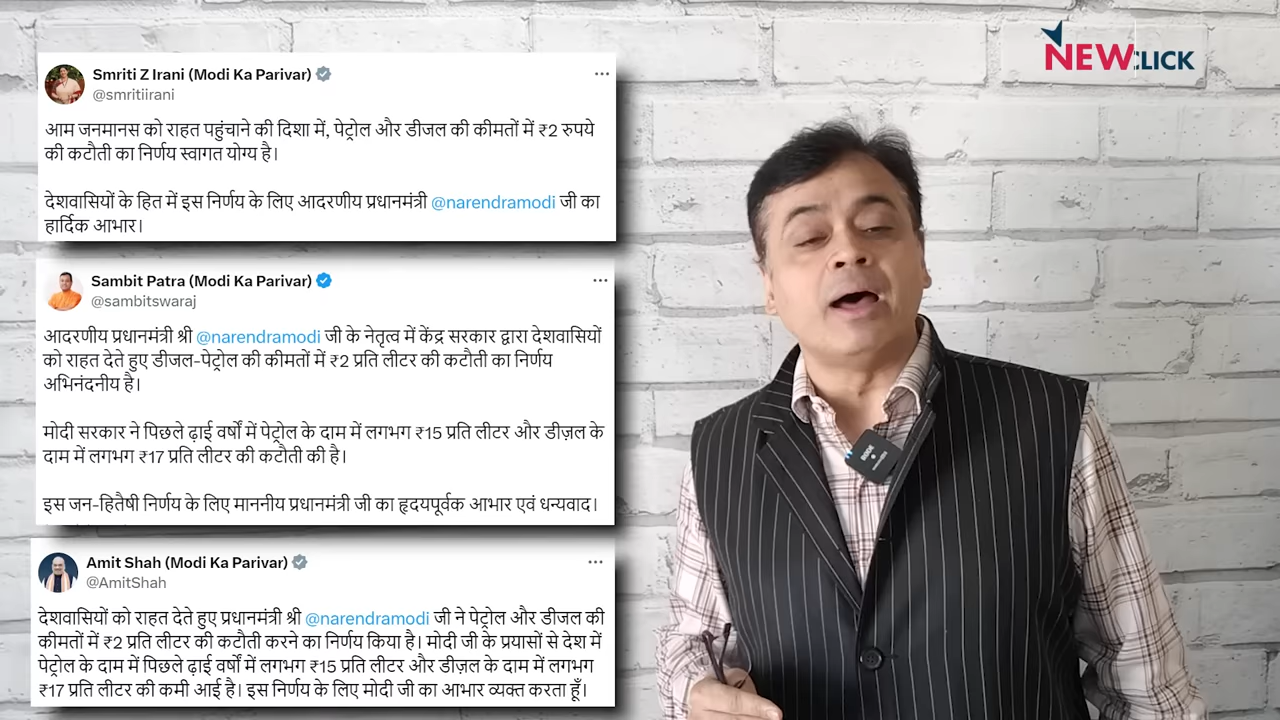 NEWCLICK
Smriti Z Irani (Modi Ka Parivar)
@smritiirani
आम जनमानस को राहत पहुंचाने की दिशा में, पेट्रोल और डीजल की कीमतों में ₹2 रुपये
की कटौती का निर्णय स्वागत योग्य है।
देशवासियों के हित में इस निर्णय के लिए आदरणीय प्रधानमंत्री @narendramodi जी का
हार्दिक आभार।
Sambit Patra (Modi Ka Parivar)
@sambitswaraj
आदरणीय प्रधानमंत्री श्री @narendramodi जी के नेतृत्व में केंद्र सरकार द्वारा देशवासियों
को राहत देते हुए डीजल-पेट्रोल की कीमतों में ₹2 प्रति लीटर की कटौती का निर्णय
अभिनंदनीय है।
मोदी सरकार ने पिछले ढ़ाई वर्षों में पेट्रोल के दाम में लगभग ₹15 प्रति लीटर और डीज़ल के
दाम में लगभग ₹17 प्रति लीटर की कटौती की है।
इस जन-हितैषी निर्णय के लिए माननीय प्रधानमंत्री जी का हृदयपूर्वक आभार एवं धन्यवाद।
Amit Shah (Modi Ka Parivar)
@AmitShah
देशवासियों को राहत देते हुए प्रधानमंत्री श्री @narendramodi जी ने पेट्रोल और डीजल की
कीमतों में ₹2 प्रति लीटर की कटौती करने का निर्णय किया है। मोदी जी के प्रयासों से देश में
पेट्रोल के दाम में पिछले ढ़ाई वर्षों में लगभग ₹15 प्रति लीटर और डीज़ल के दाम में लगभग
₹17 प्रति लीटर की कमी आई है। इस निर्णय के लिए मोदी जी का आभार व्यक्त करता हूँ।